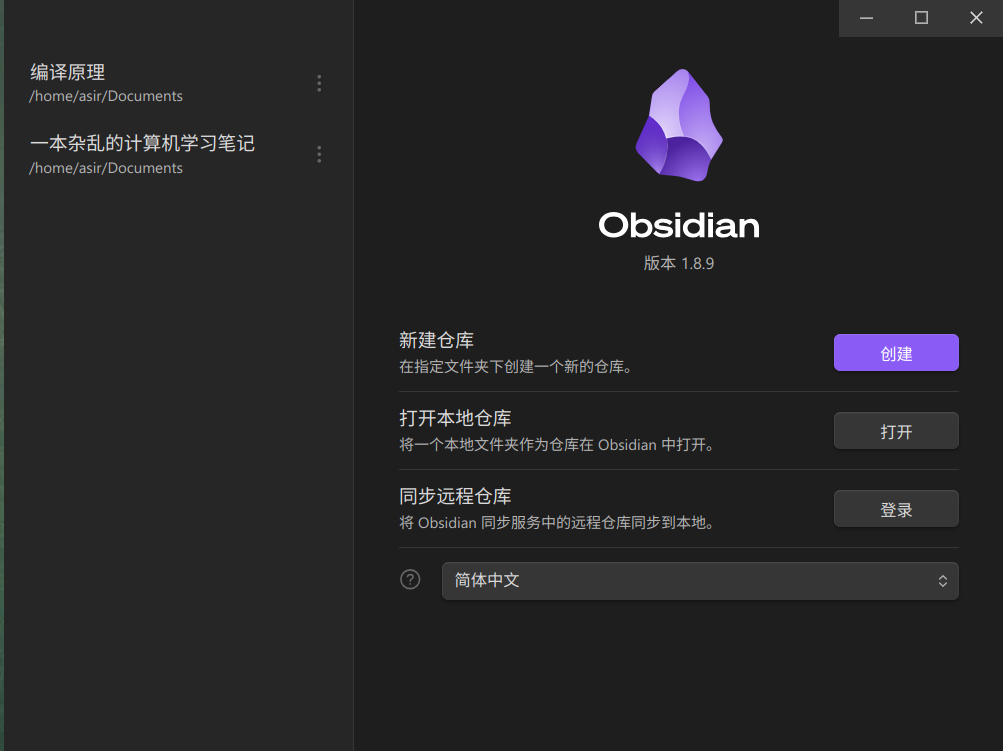 编译原理
/home/asir/Documents
一本杂乱的计算机学习笔记
/home/asir/Documents
Obsidian
版本 1.8.9
新建仓库
在指定文件夹下创建一个新的仓库。
创建
打开本地仓库
将一个本地文件夹作为仓库在 Obsidian 中打开。
打开
同步远程仓库
将 Obsidian 同步服务中的远程仓库同步到本地。
登录
简体中文